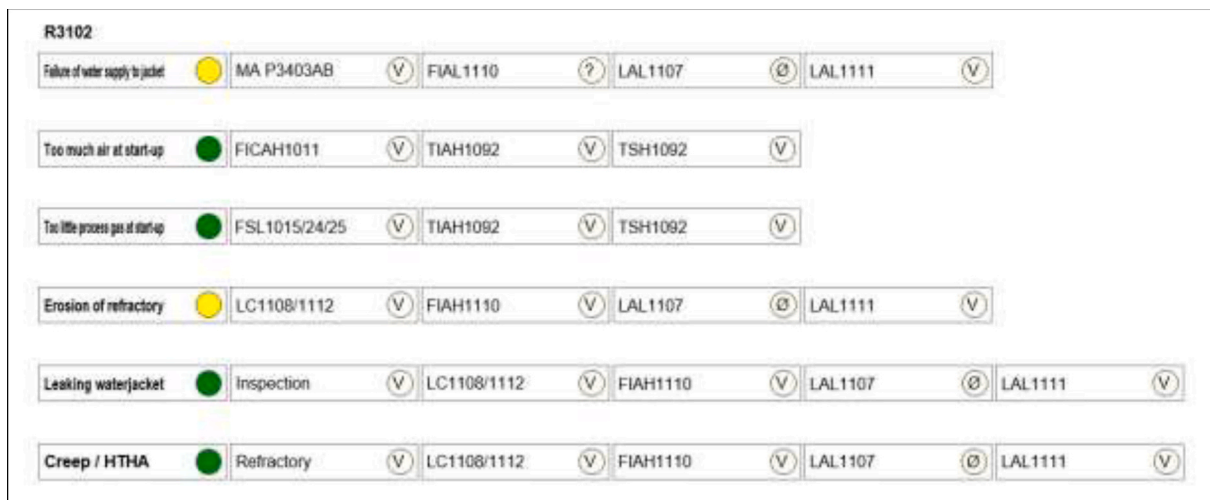 R3102
Failure of water supply to jacket MA P3403AB V FIAL1110 ? LAL1107 Ø LAL1111 V
Too much air at start-up FICAH1011 V TIAH1092 V TSH1092 V
Too little process gas at start-up FSL1015/24/25 V TIAH1092 V TSH1092 V
Erosion of refractory LC1108/1112 V FIAH1110 V LAL1107 Ø LAL1111 V
Leaking waterjacket Inspection V LC1108/1112 V FIAH1110 V LAL1107 Ø LAL1111 V
Creep / HTHA Refractory V LC1108/1112 V FIAH1110 V LAL1107 Ø LAL1111 V